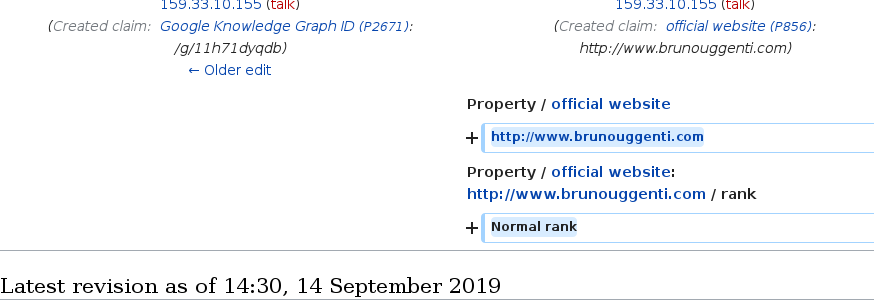 159.33.10.155 (talk)
(Created claim: Google Knowledge Graph ID (P2671):
/g/11h71dyqdb)
← Older edit
159.33.10.155 (talk)
(Created claim: official website (P856):
http://www.brunouggenti.com)
Property / official website
+ http://www.brunouggenti.com
Property / official website:
http://www.brunouggenti.com / rank
+ Normal rank
Latest revision as of 14:30, 14 September 2019